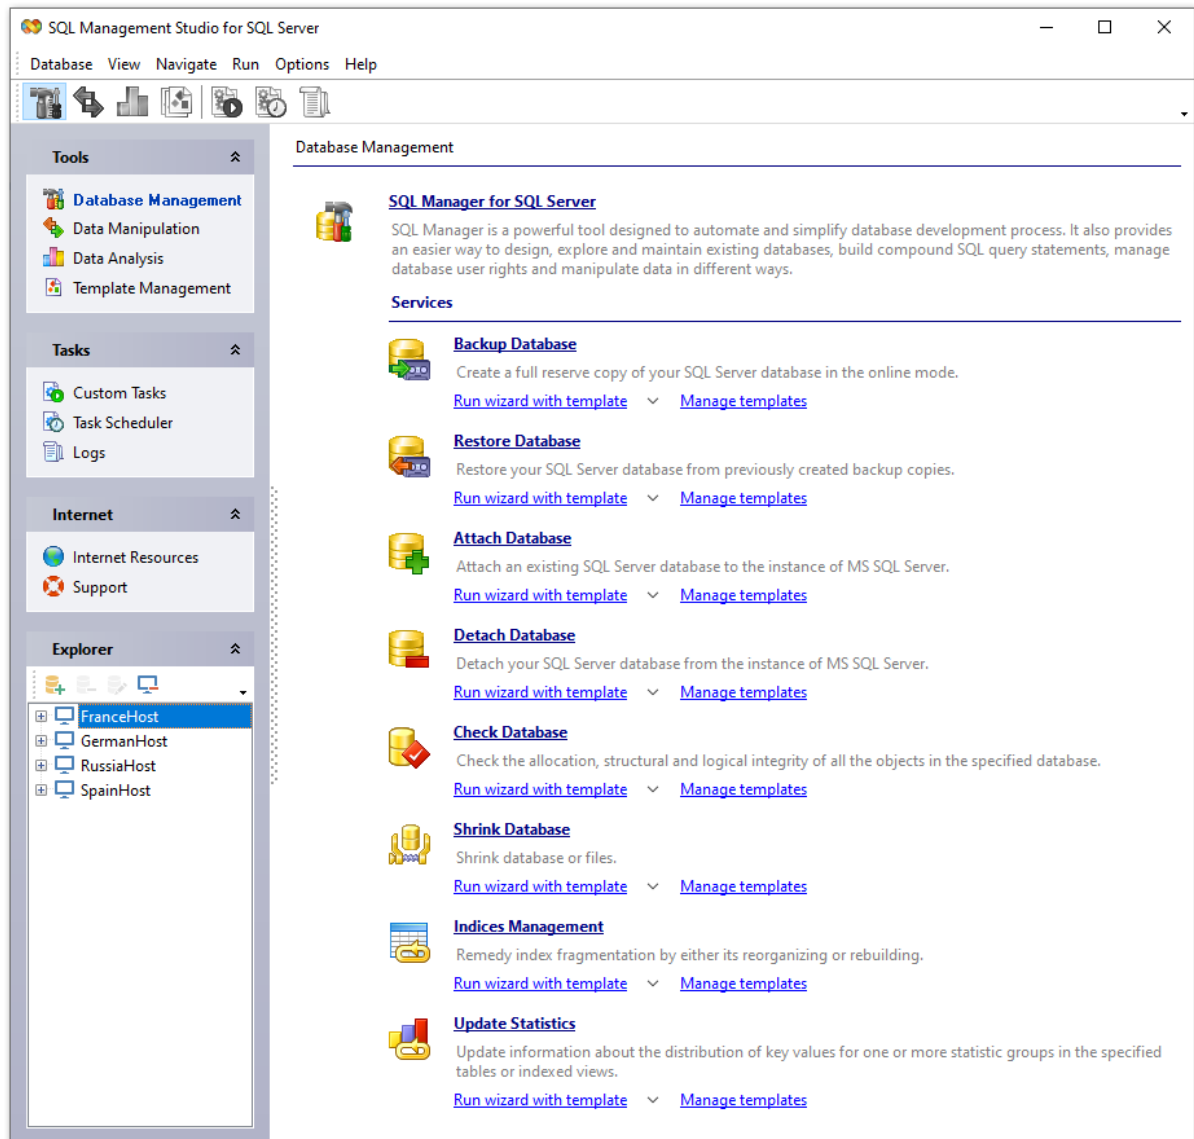 SQL Management Studio for SQL Server
Database View Navigate Run Options Help
Tools
Database Management
Data Manipulation
Data Analysis
Template Management
Tasks
Custom Tasks
Task Scheduler
Logs
Internet
Internet Resources
Support
Explorer
FranceHost
GermanHost
RussiaHost
SpainHost
Database Management
SQL Manager for SQL Server
SQL Manager is a powerful tool designed to automate and simplify database development process. It also provides
an easier way to design, explore and maintain existing databases, build compound SQL query statements, manage
database user rights and manipulate data in different ways.
Services
Backup Database
Create a full reserve copy of your SQL Server database in the online mode.
Run wizard with template Manage templates
Restore Database
Restore your SQL Server database from previously created backup copies.
Run wizard with template Manage templates
Attach Database
Attach an existing SQL Server database to the instance of MS SQL Server.
Run wizard with template Manage templates
Detach Database
Detach your SQL Server database from the instance of MS SQL Server.
Run wizard with template Manage templates
Check Database
Check the allocation, structural and logical integrity of all the objects in the specified database.
Run wizard with template Manage templates
Shrink Database
Shrink database or files.
Run wizard with template Manage templates
Indices Management
Remedy index fragmentation by either its reorganizing or rebuilding.
Run wizard with template Manage templates
Update Statistics
Update information about the distribution of key values for one or more statistic groups in the specified
tables or indexed views.
Run wizard with template Manage templates